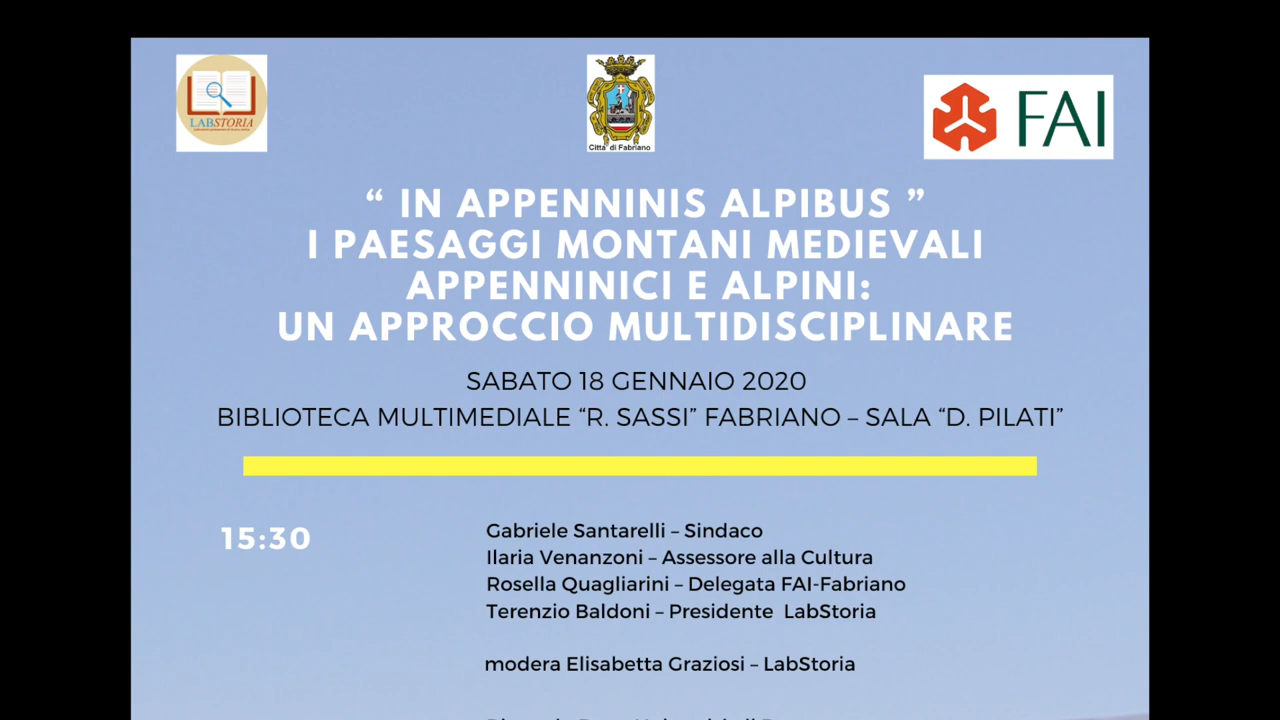 LABSTORIA
Citta' di Fabriano
FAI
“ IN APPENNINIS ALPIBUS ”
I PAESAGGI MONTANI MEDIEVALI
APPENNINICI E ALPINI:
UN APPROCCIO MULTIDISCIPLINARE
SABATO 18 GENNAIO 2020
BIBLIOTECA MULTIMEDIALE “R. SASSI” FABRIANO – SALA “D. PILATI”
15:30
Gabriele Santarelli – Sindaco
Ilaria Venanzoni – Assessore alla Cultura
Rosella Quagliarini – Delegata FAI-Fabriano
Terenzio Baldoni – Presidente LabStoria
modera Elisabetta Graziosi – LabStoria